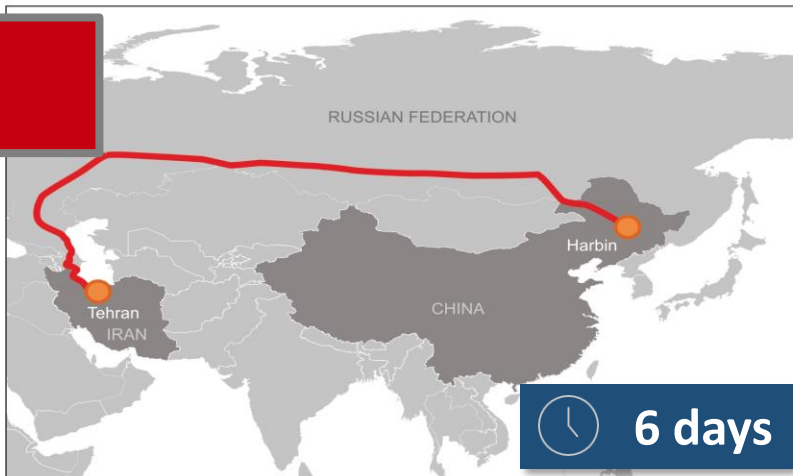 RUSSIAN FEDERATION
Harbin
Tehran
IRAN
CHINA
6 days